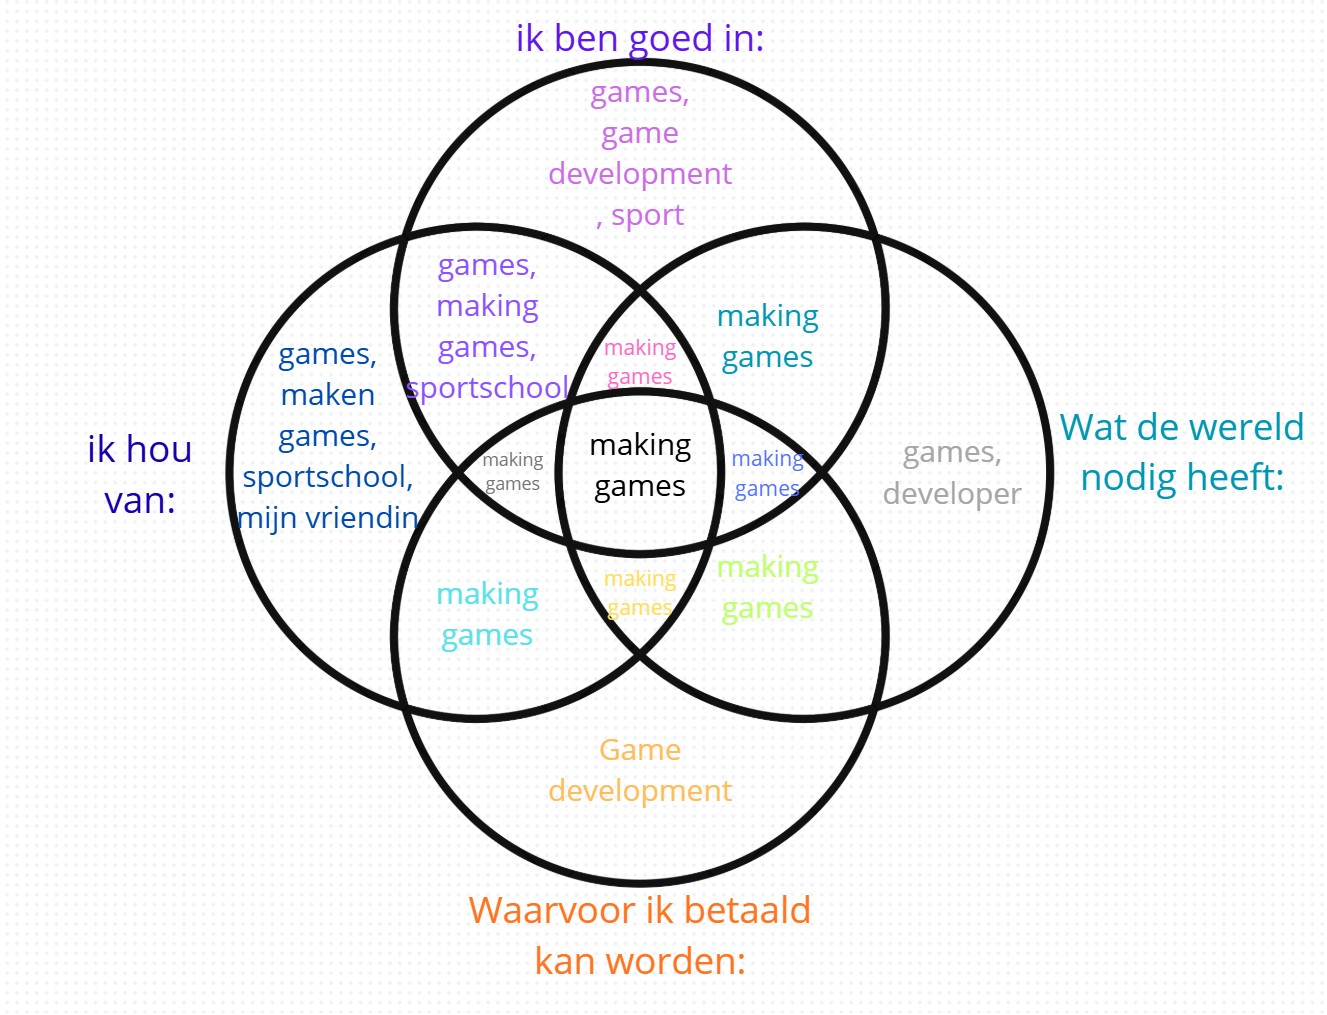 ik ben goed in:
games,
game
development
, sport
games,
making
games,
sportschool
making
games
making
games
games,
maken
games,
sportschool,
mijn vriendin
ik hou
van:
making
games
making
games
making
games
games,
developer
Wat de wereld
nodig heeft:
making
games
making
games
making
games
Game
development
Waarvoor ik betaald
kan worden: